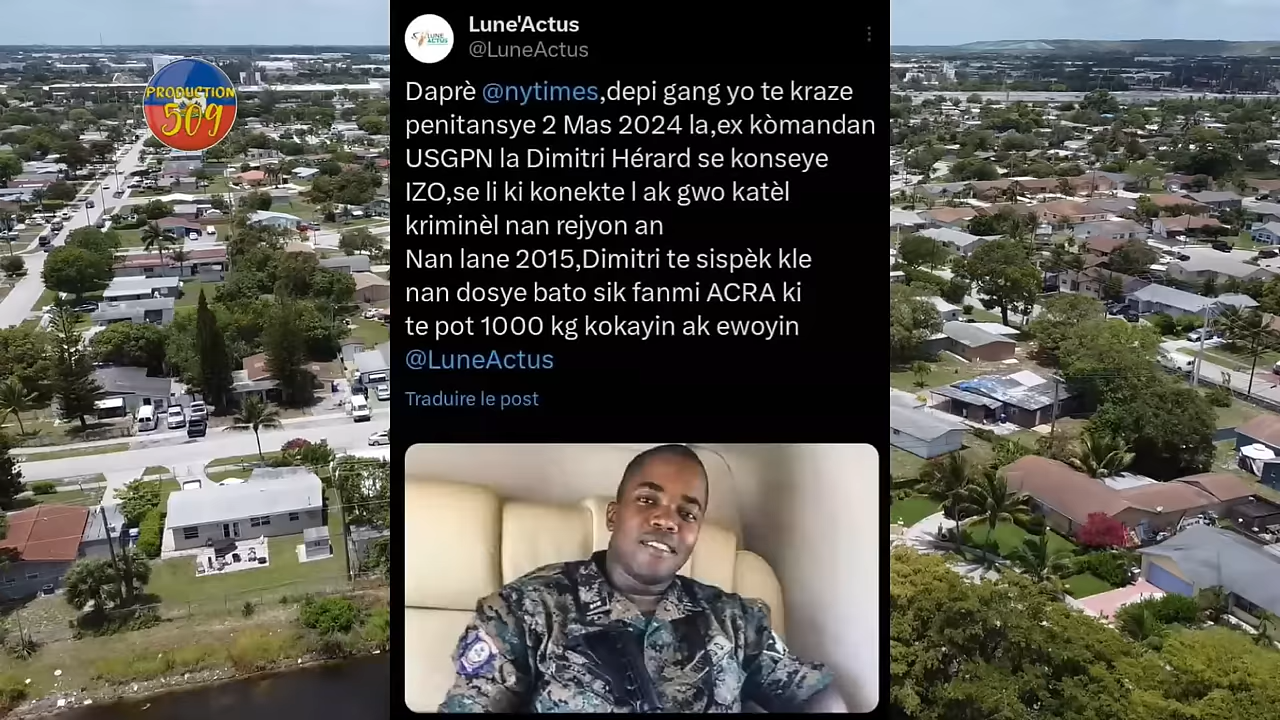 PRODUCTION
509
Lune'Actus
@LuneActus
Daprè @nytimes,depi gang yo te kraze
penitansye 2 Mas 2024 la,ex kòmandan
USGPN la Dimitri Hérard se konseye
IZO,se li ki konekte l ak gwo katèl
kriminèl nan rejyon an
Nan lane 2015,Dimitri te sispèk kle
nan dosye bato sik fanmi ACRA ki
te pot 1000 kg kokayin ak ewoyin
@LuneActus
Traduire le post